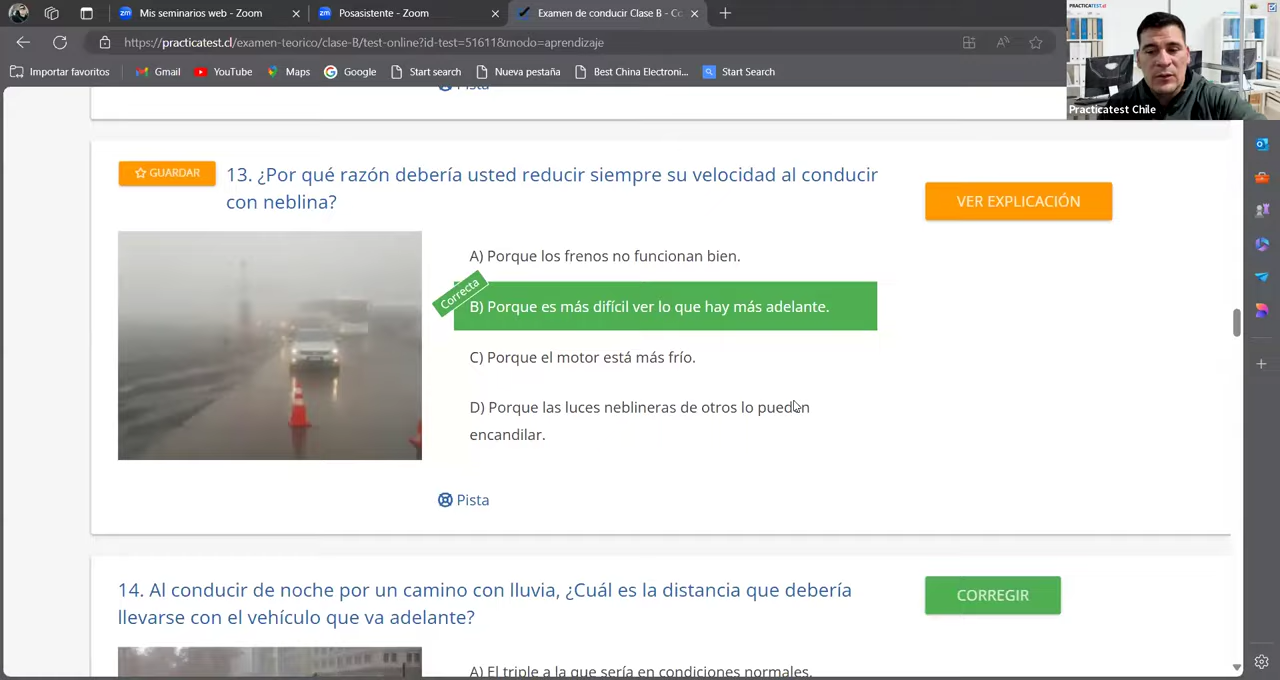 Mis seminarios web - Zoom
Posasistente - Zoom
Examen de conducir Clase B - Co
https://practicatest.cl/examen-teorico/clase-B/test-online?id-test=51611&modo=aprendizaje
Importar favoritos
Gmail
YouTube
Maps
Google
Start search
Nueva pestaña
Best China Electroni...
Start Search
PRACTICATEST.cl
Practicatest Chile
Pista
GUARDAR
13. ¿Por qué razón debería usted reducir siempre su velocidad al conducir
con neblina?
VER EXPLICACIÓN
A) Porque los frenos no funcionan bien.
Correcta
B) Porque es más difícil ver lo que hay más adelante.
C) Porque el motor está más frío.
D) Porque las luces neblineras de otros lo pueden
encandilar.
Pista
14. Al conducir de noche por un camino con lluvia, ¿Cuál es la distancia que debería
llevarse con el vehículo que va adelante?
CORREGIR
A) El triple a la que sería en condiciones normales.